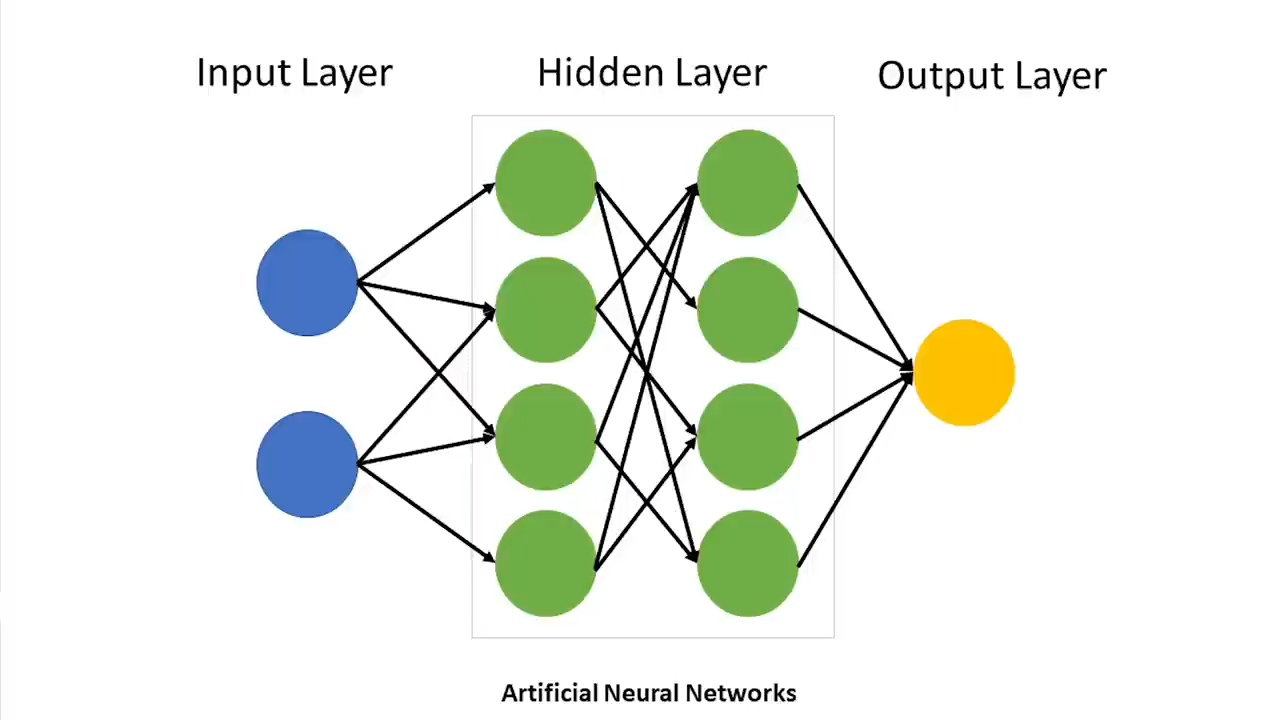 Input Layer
Hidden Layer
Output Layer
Artificial Neural Networks